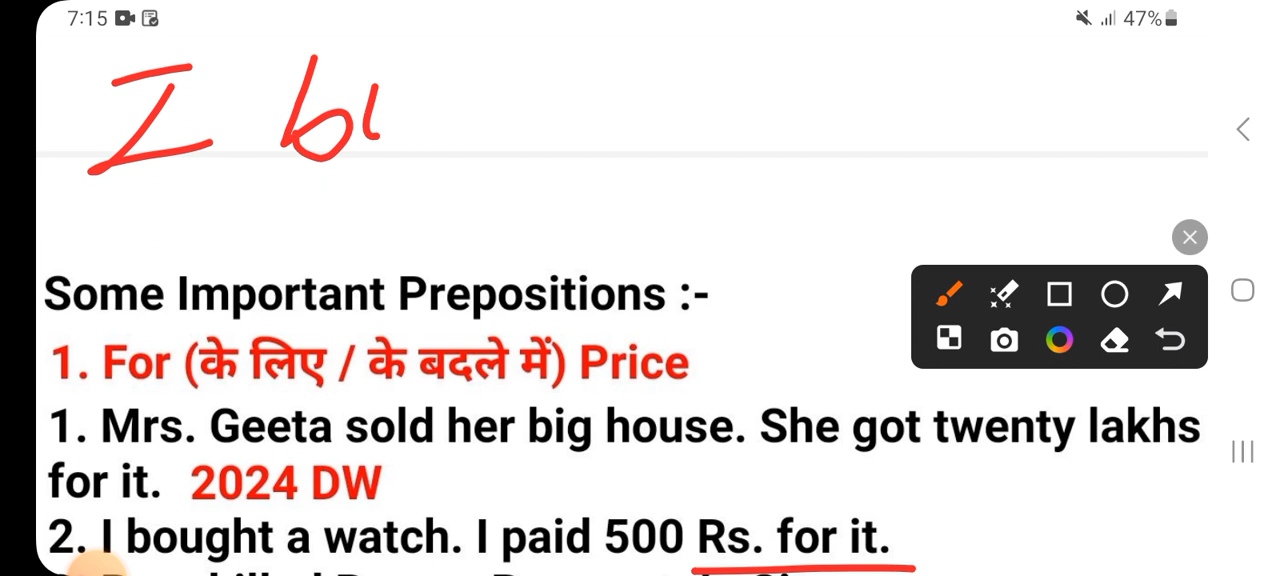 7:15 47%
I bu
Some Important Prepositions :-
1. For (के लिए / के बदले में) Price
1. Mrs. Geeta sold her big house. She got twenty lakhs
for it. 2024 DW
2. I bought a watch. I paid 500 Rs. for it.